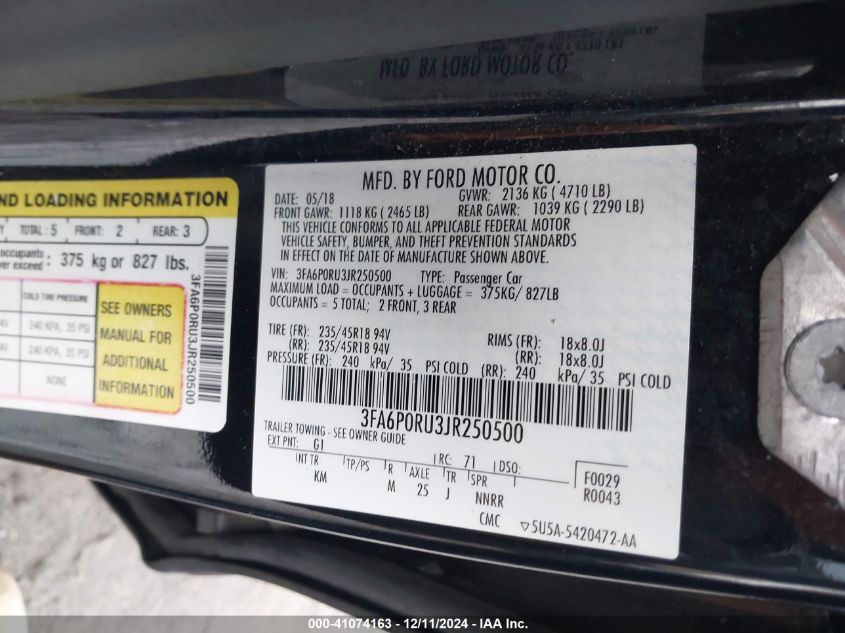 MFD. BY FORD MOTOR CO.
ND LOADING INFORMATION
TOTAL: 5 FRONT: 2 REAR: 3
occupants
ver exceed : 375 kg or 827 lbs.
COLD TIRE PRESSURE
240 KPA, 35 PSI
240 KPA, 35 PSI
NONE
SEE OWNERS
MANUAL FOR
ADDITIONAL
INFORMATION
3FA6P0RU3JR250500
MFD. BY FORD MOTOR CO.
DATE: 05/18 GVWR: 2136 KG ( 4710 LB)
FRONT GAWR: 1118 KG ( 2465 LB) REAR GAWR: 1039 KG ( 2290 LB)
THIS VEHICLE CONFORMS TO ALL APPLICABLE FEDERAL MOTOR
VEHICLE SAFETY, BUMPER, AND THEFT PREVENTION STANDARDS
IN EFFECT ON THE DATE OF MANUFACTURE SHOWN ABOVE.
VIN: 3FA6P0RU3JR250500 TYPE: Passenger Car
MAXIMUM LOAD = OCCUPANTS + LUGGAGE = 375KG/ 827LB
OCCUPANTS = 5 TOTAL; 2 FRONT, 3 REAR
TIRE (FR): 235/45R18 94V RIMS (FR): 18x8.0J
(RR): 235/45R18 94V (RR): 18x8.0J
PRESSURE (FR): 240 kPa/ 35 PSI COLD (RR): 240 kPa/ 35 PSI COLD
3FA6P0RU3JR250500
TRAILER TOWING - SEE OWNER GUIDE
EXT PNT: G1 RC: 71 DSO: F0029
INT TR TP/PS R AXLE TR SPR R0043
KM M 25 J NNRR
CMC ▽5U5A-5420472-AA
000-41074163 - 12/11/2024 - IAA Inc.